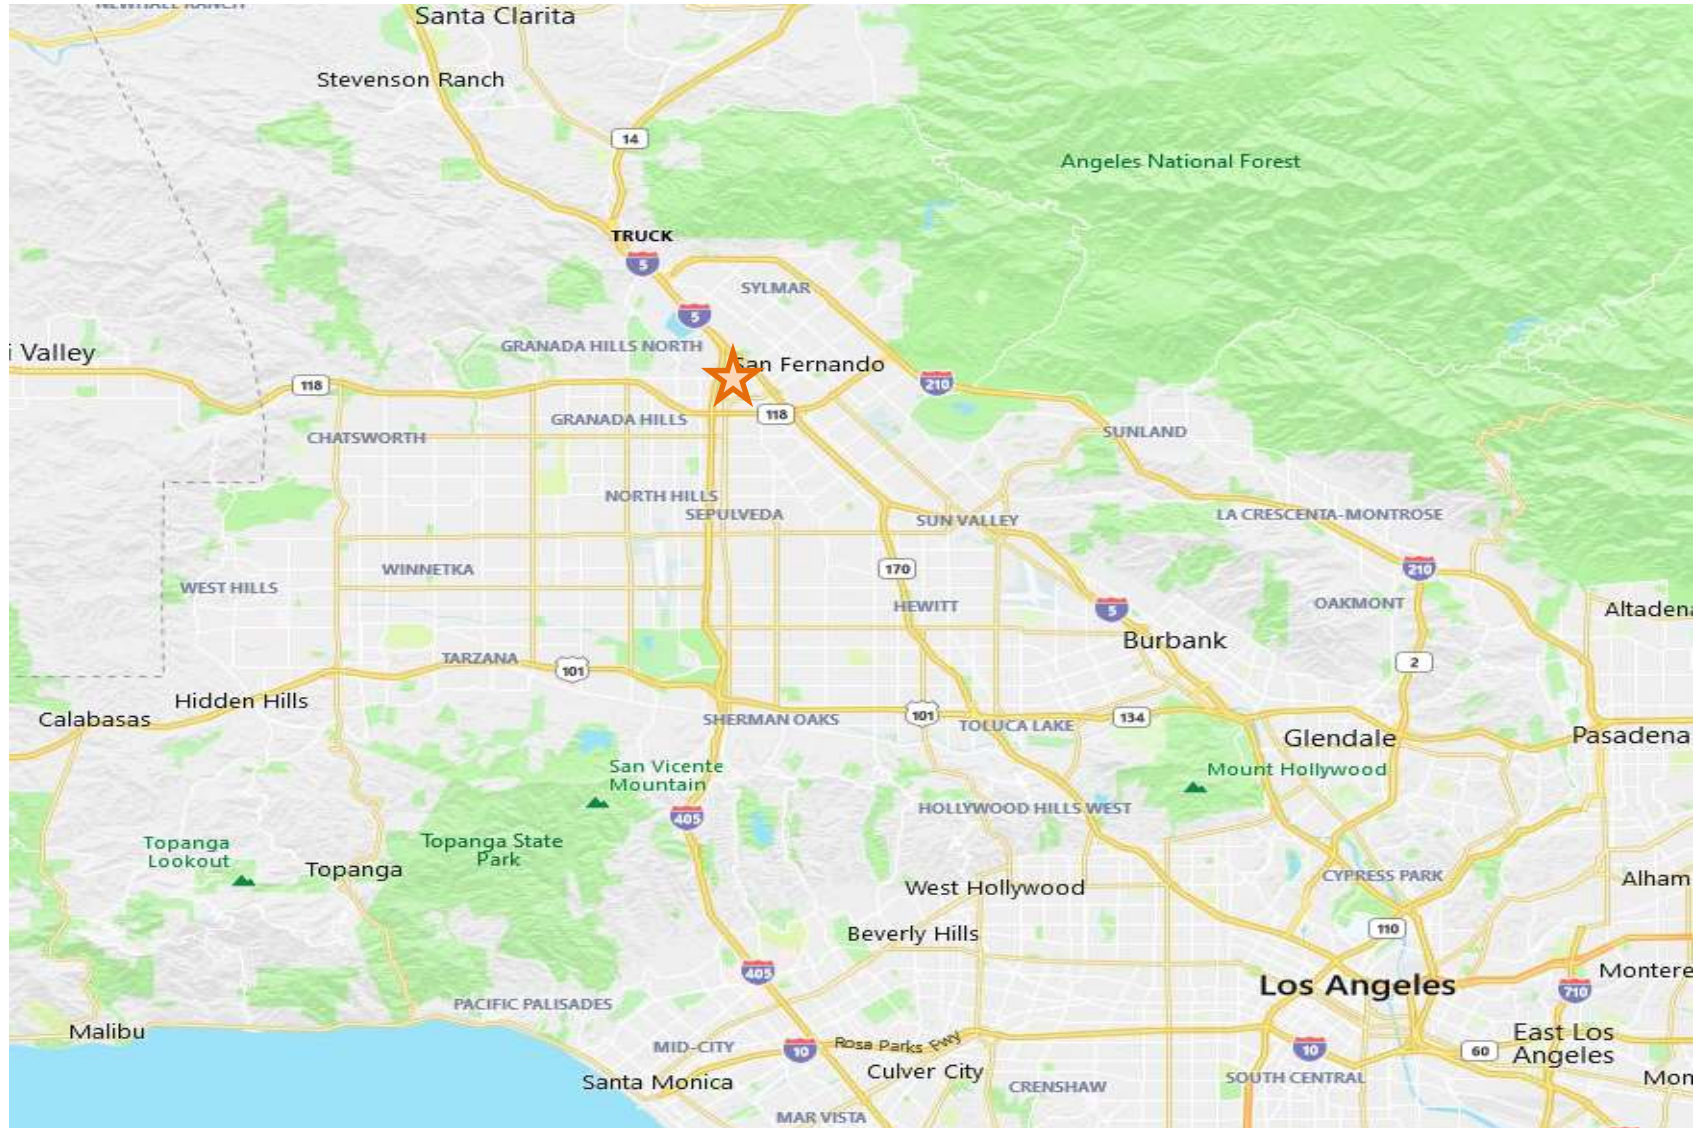 NEWHALL RANCH
Santa Clarita
Stevenson Ranch
14
Angeles National Forest
TRUCK
5
SYLMAR
5
GRANADA HILLS NORTH
i Valley
San Fernando
118
210
118
GRANADA HILLS
CHATSWORTH
SUNLAND
NORTH HILLS
SEPULVEDA
SUN VALLEY
LA CRESCENTA-MONTROSE
WINNETKA
170
210
WEST HILLS
HEWITT
5
OAKMONT
Altadena
Burbank
TARZANA
101
2
Hidden Hills
Calabasas
SHERMAN OAKS
101
TOLUCA LAKE
134
Glendale
Pasadena
San Vicente
Mountain
Mount Hollywood
405
HOLLYWOOD HILLS WEST
Topanga
Lookout
Topanga State
Park
Topanga
CYPRESS PARK
Alham
West Hollywood
Beverly Hills
110
405
Los Angeles
Montere
710
PACIFIC PALISADES
Malibu
MID-CITY
10
Rosa Parks Fwy
10
60
East Los
Angeles
Santa Monica
Culver City
CRENSHAW
SOUTH CENTRAL
Mon
MAR VISTA